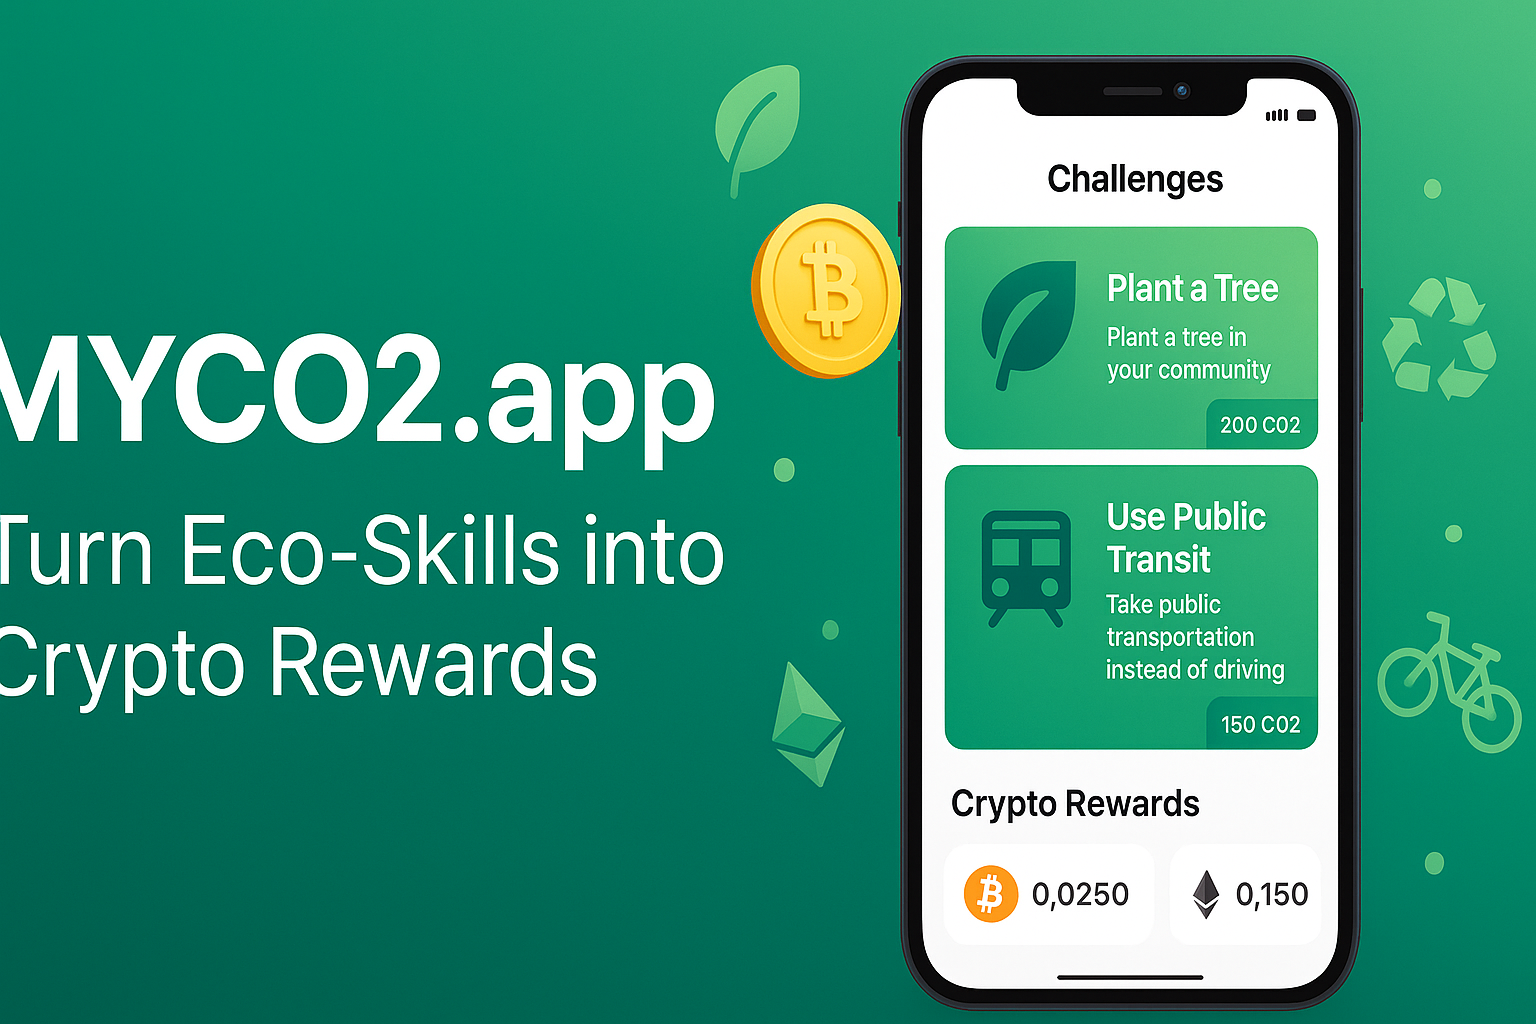 MYCO2.app
Turn Eco-Skills into
Crypto Rewards
Challenges
Plant a Tree
Plant a tree in
your community
200 CO2
Use Public
Transit
Take public
transportation
instead of driving
150 CO2
Crypto Rewards
0,0250
0,150